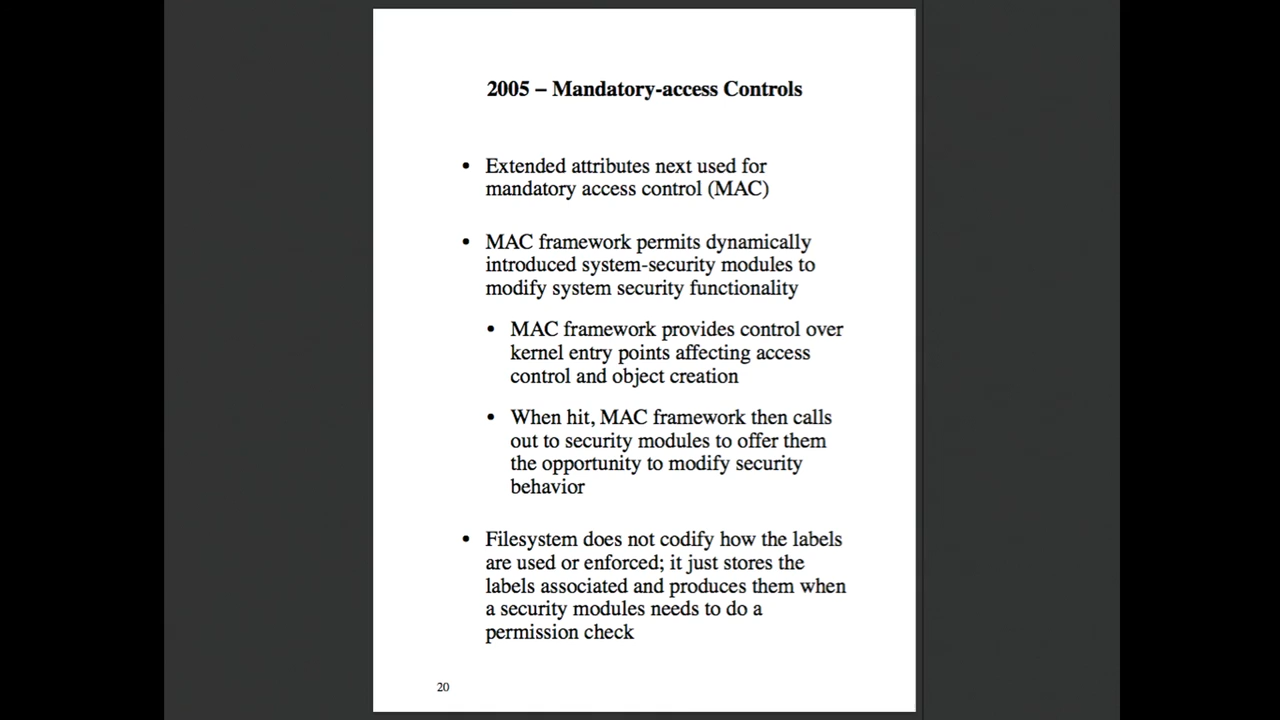 2005 – Mandatory-access Controls
• Extended attributes next used for
mandatory access control (MAC)
• MAC framework permits dynamically
introduced system-security modules to
modify system security functionality
• MAC framework provides control over
kernel entry points affecting access
control and object creation
• When hit, MAC framework then calls
out to security modules to offer them
the opportunity to modify security
behavior
• Filesystem does not codify how the labels
are used or enforced; it just stores the
labels associated and produces them when
a security modules needs to do a
permission check
20